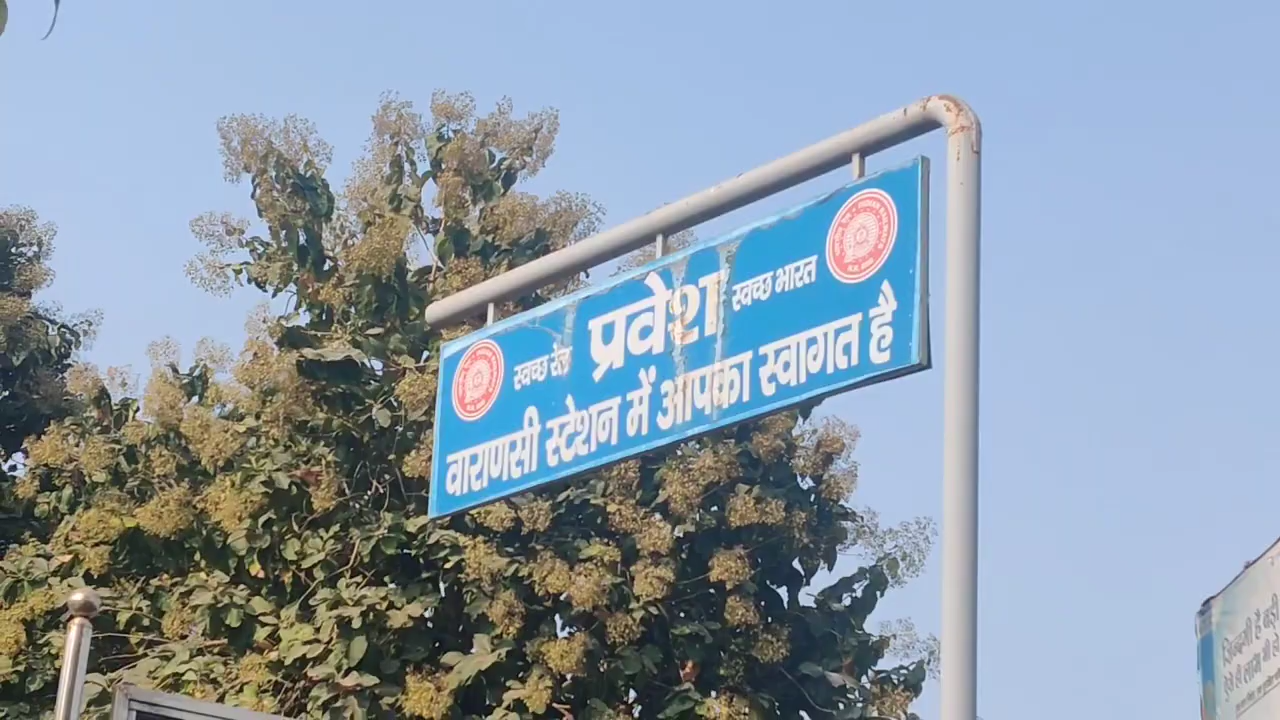 स्वच्छ रेल प्रवेश स्वच्छ भारत
वाराणसी स्टेशन में आपका स्वागत है